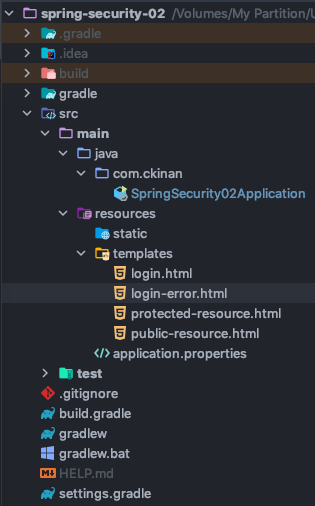 spring-security-02 /Volumes/My Partition/
.gradle
.idea
build
gradle
src
main
java
com.ckinan
SpringSecurity02Application
resources
static
templates
login.html
login-error.html
protected-resource.html
public-resource.html
application.properties
test
.gitignore
build.gradle
gradlew
gradlew.bat
HELP.md
settings.gradle